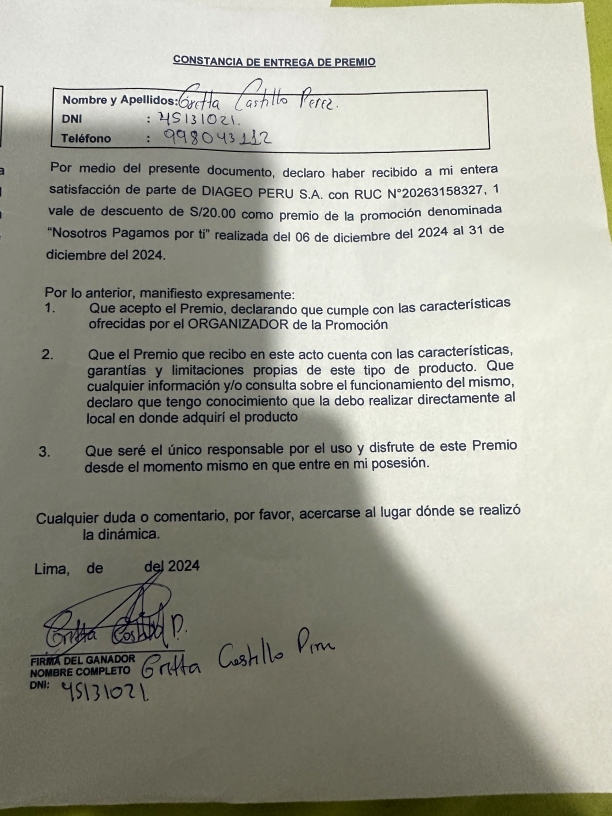 CONSTANCIA DE ENTREGA DE PREMIO
Nombre y Apellidos: Gritta Castillo Perez.
DNI : 45131021.
Teléfono : 998043112
Por medio del presente documento, declaro haber recibido a mi entera
satisfacción de parte de DIAGEO PERU S.A. con RUC N°20263158327, 1
vale de descuento de S/20.00 como premio de la promoción denominada
“Nosotros Pagamos por ti” realizada del 06 de diciembre del 2024 al 31 de
diciembre del 2024.
Por lo anterior, manifiesto expresamente:
1. Que acepto el Premio, declarando que cumple con las características
ofrecidas por el ORGANIZADOR de la Promoción
2. Que el Premio que recibo en este acto cuenta con las características,
garantías y limitaciones propias de este tipo de producto. Que
cualquier información y/o consulta sobre el funcionamiento del mismo,
declaro que tengo conocimiento que la debo realizar directamente al
local en donde adquirí el producto
3. Que seré el único responsable por el uso y disfrute de este Premio
desde el momento mismo en que entre en mi posesión.
Cualquier duda o comentario, por favor, acercarse al lugar dónde se realizó
la dinámica.
Lima, de del 2024
Gritta Castillo P.
FIRMA DEL GANADOR
NOMBRE COMPLETO Gritta Castillo
DNI: 45131021